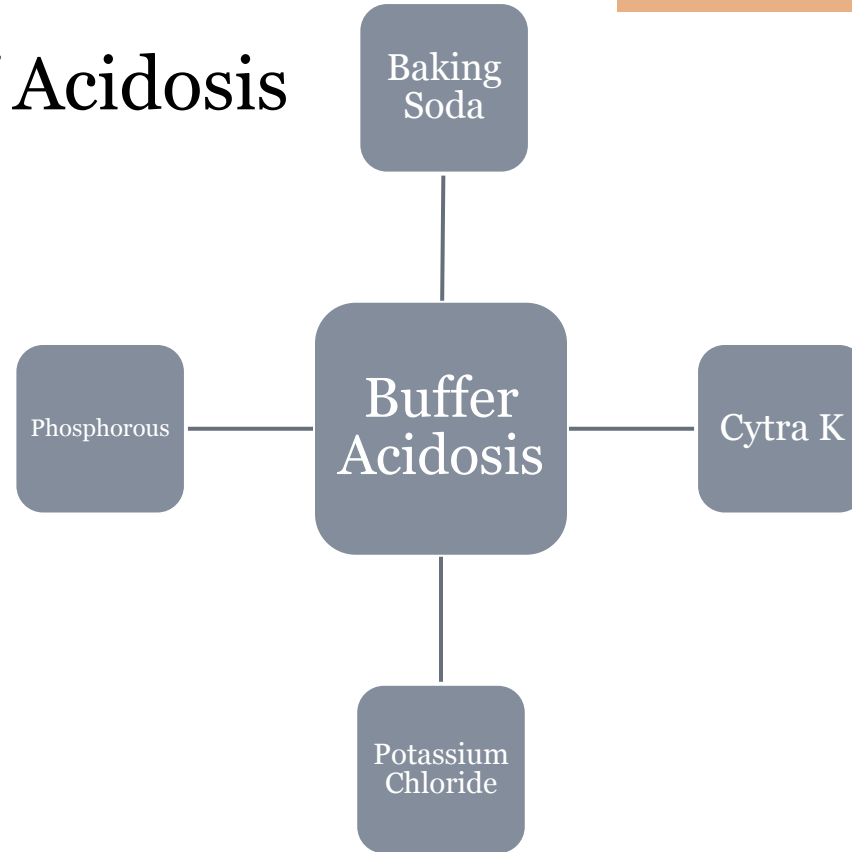 Acidosis
Baking
Soda
Phosphorous
Buffer
Acidosis
Cytra K
Potassium
Chloride